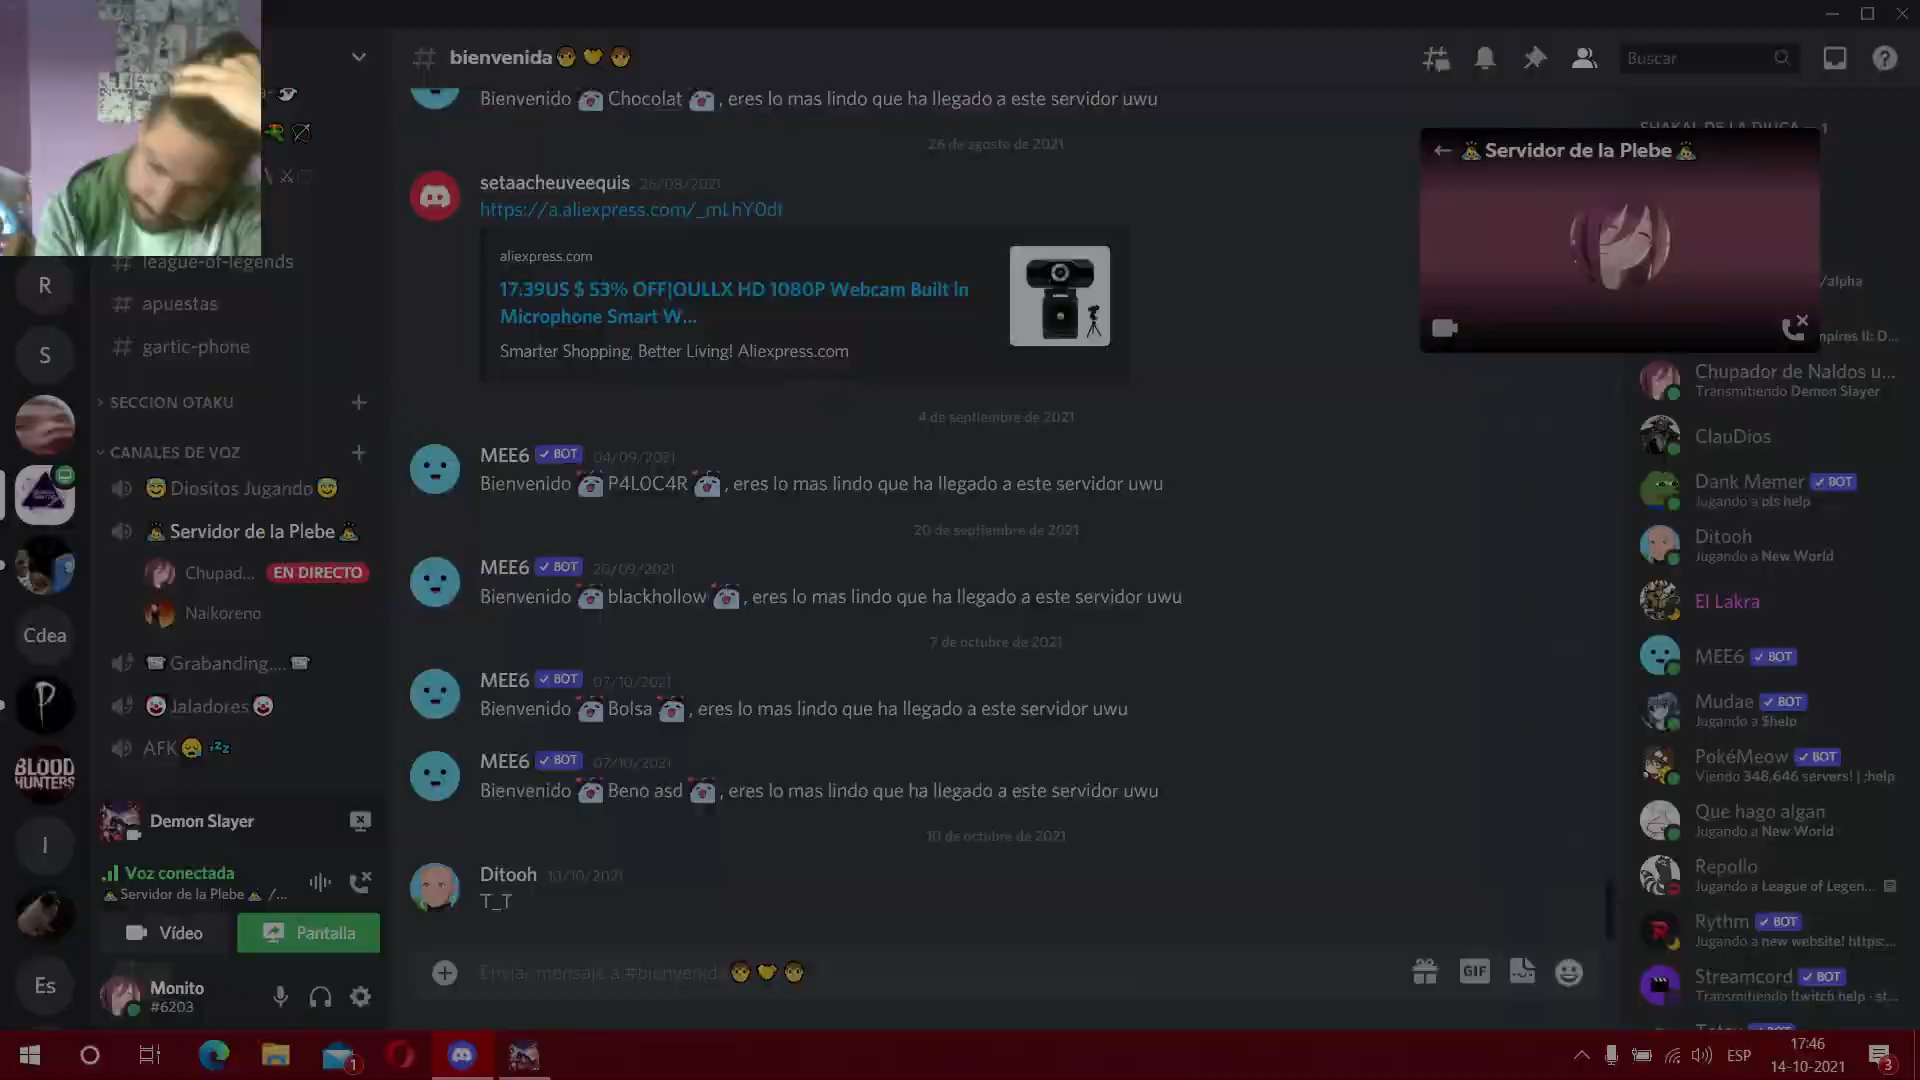 bienvenida
Buscar
Bienvenido Chocolat , eres lo mas lindo que ha llegado a este servidor uwu
26 de agosto de 2021
setaacheuveequis 26/08/2021
https://a.aliexpress.com/_mLhY0dt
aliexpress.com
17.39US $ 53% OFF|OULLX HD 1080P Webcam Built In
Microphone Smart W...
Smarter Shopping, Better Living! Aliexpress.com
4 de septiembre de 2021
MEE6 BOT 04/09/2021
Bienvenido P4L0C4R , eres lo mas lindo que ha llegado a este servidor uwu
20 de septiembre de 2021
MEE6 BOT 20/09/2021
Bienvenido blackhollow , eres lo mas lindo que ha llegado a este servidor uwu
7 de octubre de 2021
MEE6 BOT 07/10/2021
Bienvenido Bolsa , eres lo mas lindo que ha llegado a este servidor uwu
MEE6 BOT 07/10/2021
Bienvenido Beno asd , eres lo mas lindo que ha llegado a este servidor uwu
10 de octubre de 2021
Ditooh 10/10/2021
T_T
Enviar mensaje a #bienvenida
GIF
league-of-legends
apuestas
gartic-phone
SECCION OTAKU
CANALES DE VOZ
Diositos Jugando
Servidor de la Plebe
Chupad... EN DIRECTO
Naikoreno
Grabanding....
Jaladores
AFK
Demon Slayer
Voz conectada
Servidor de la Plebe /...
Vídeo
Pantalla
Monito
#6203
R
S
Cdea
P
BLOOD
HUNTERS
I
Es
Servidor de la Plebe
/alpha
mpires II: D...
Chupador de Naldos u...
Transmitiendo Demon Slayer
ClauDios
Dank Memer BOT
Jugando a pls help
Ditooh
Jugando a New World
El Lakra
MEE6 BOT
Mudae BOT
Jugando a $help
PokéMeow BOT
Viendo 348,646 servers! | ;help
Que hago algan
Jugando a New World
Repollo
Jugando a League of Legen...
Rythm BOT
Jugando a new website! https:...
Streamcord BOT
Transmitiendo !twitch help · st...
1
ESP
17:46
14-10-2021
3